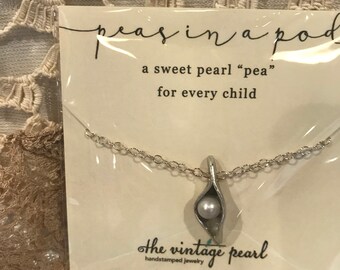 peas in a pod
a sweet pearl "pea"
for every child
the vintage pearl
handstamped jewelry